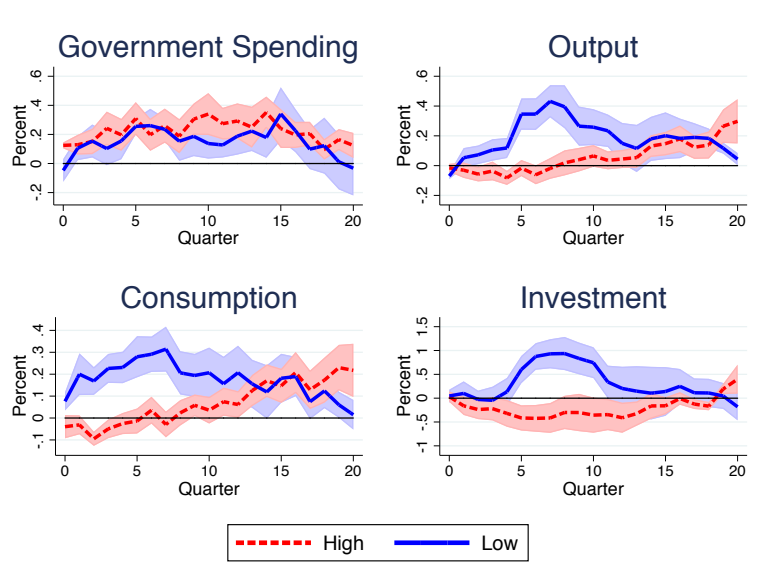 Government Spending
Output
Percent
.6
.4
.2
0
-.2
0 5 10 15 20
Quarter
Percent
.6
.4
.2
0
-.2
0 5 10 15 20
Quarter
Consumption
Investment
Percent
.4
.3
.2
.1
0
-.1
0 5 10 15 20
Quarter
Percent
1.5
1
.5
0
-.5
-1
0 5 10 15 20
Quarter
High Low